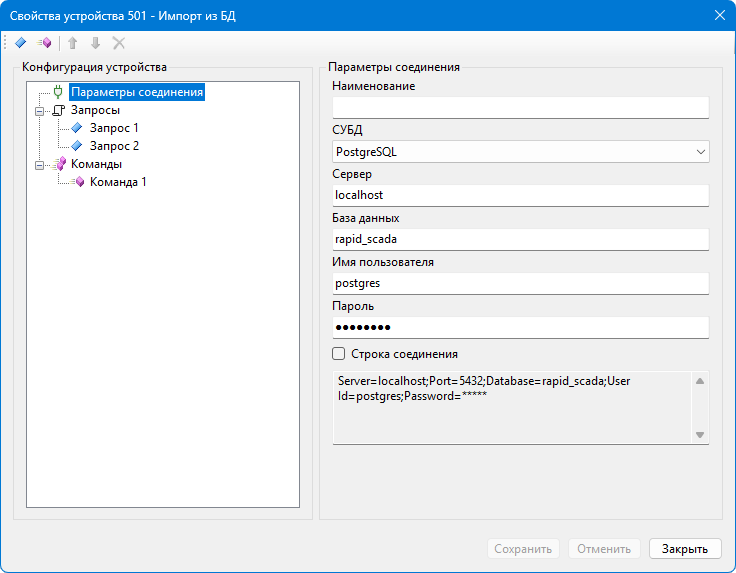 Свойства устройства 501 - Импорт из БД
Конфигурация устройства
Параметры соединения
Запросы
Запрос 1
Запрос 2
Команды
Команда 1
Параметры соединения
Наименование
СУБД
PostgreSQL
Сервер
localhost
База данных
rapid_scada
Имя пользователя
postgres
Пароль
●●●●●●●●
Строка соединения
Server=localhost;Port=5432;Database=rapid_scada;User
Id=postgres;Password=*****
Сохранить
Отменить
Закрыть